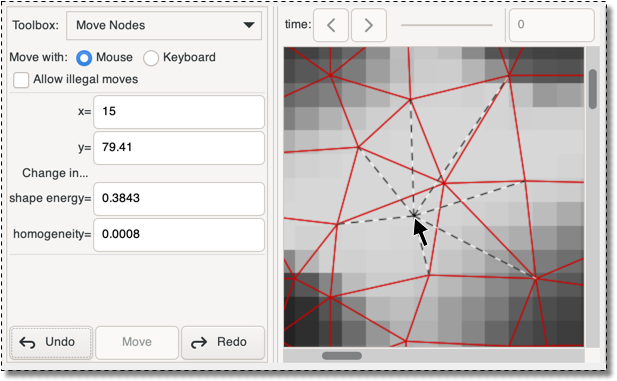 Toolbox: Move Nodes
Move with: Mouse Keyboard
Allow illegal moves
x= 15
y= 79.41
Change in...
shape energy= 0.3843
homogeneity= 0.0008
Undo Move Redo
time: 0